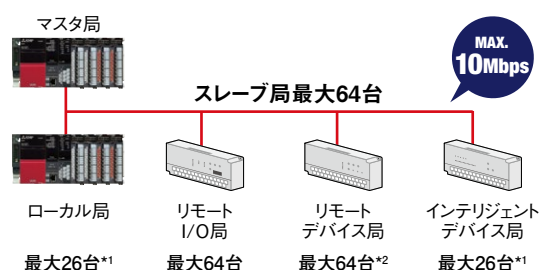 マスタ局
MAX.
10Mbps
スレーブ局最大64台
ローカル局
リモート
I/O局
リモート
デバイス局
インテリジェント
デバイス局
最大26台*1
最大64台
最大64台*2
最大26台*1